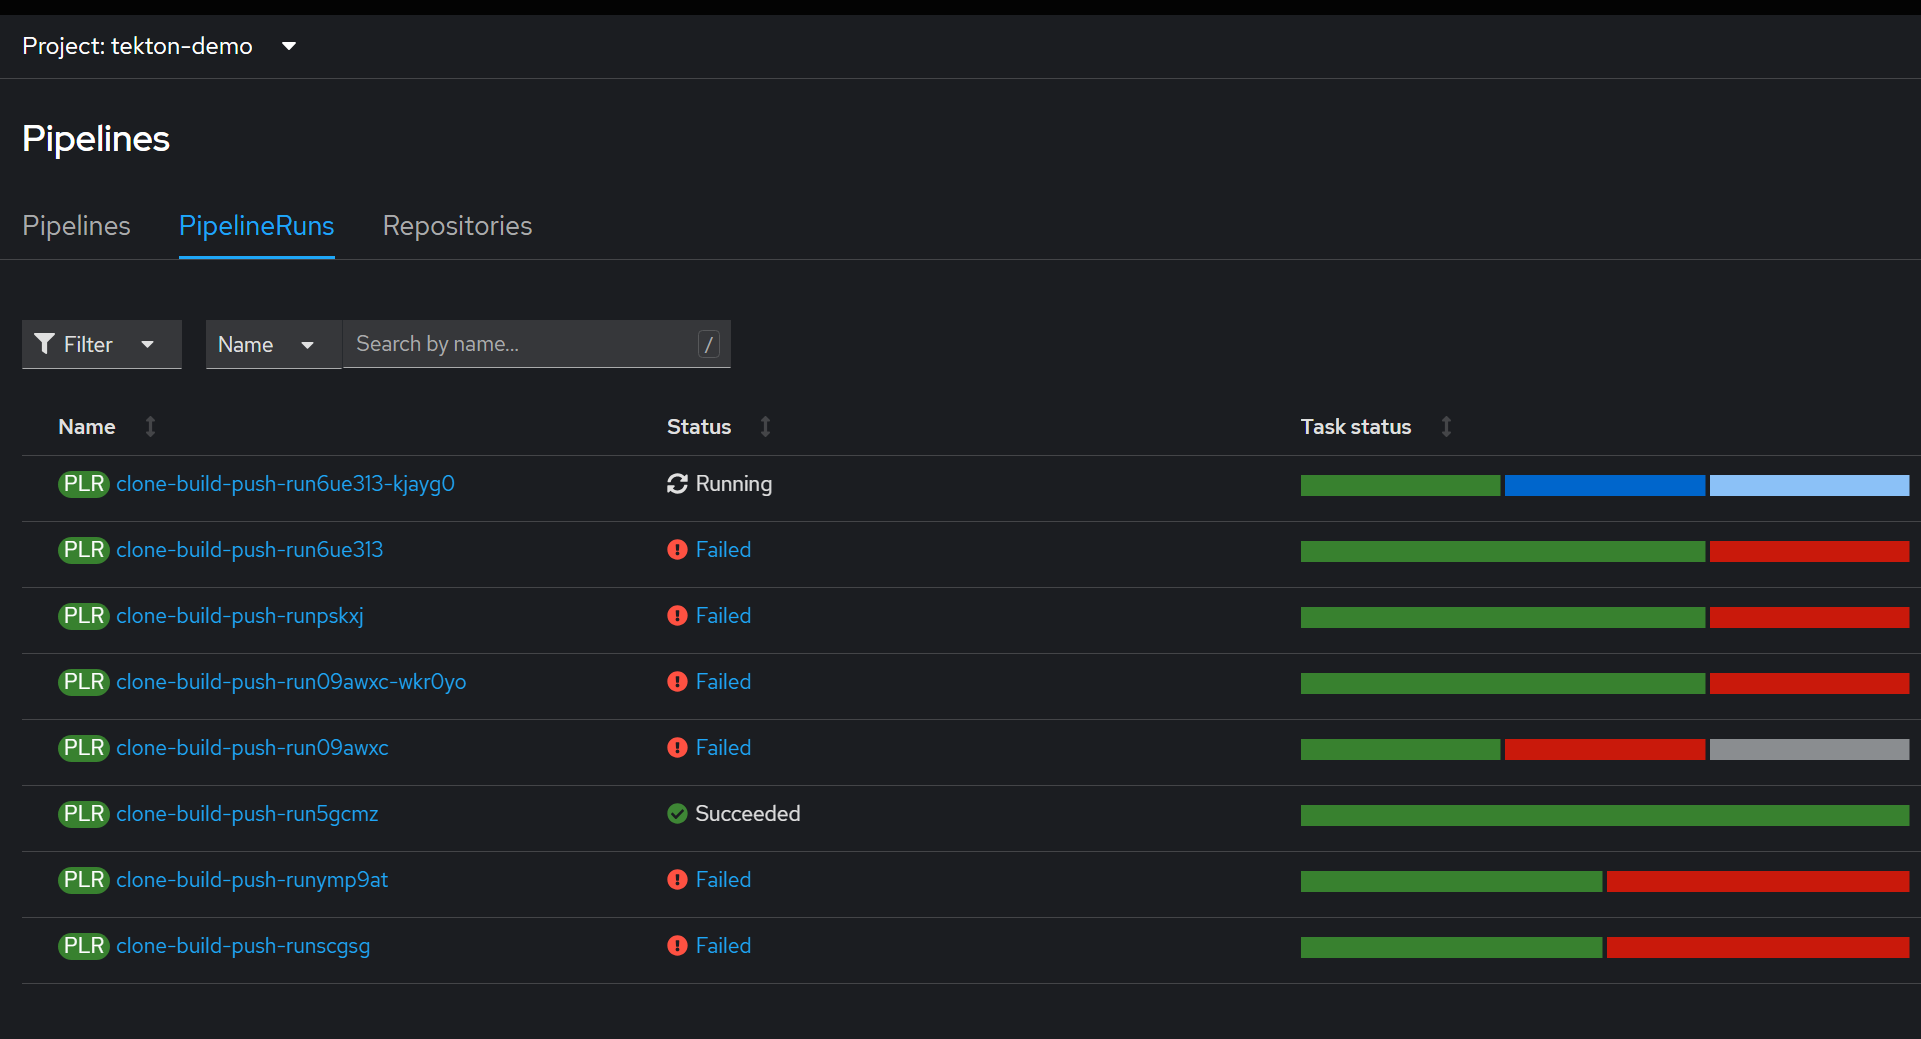 Project: tekton-demo
Pipelines
Pipelines PipelineRuns Repositories
Filter Name Search by name... /
Name Status Task status
PLR clone-build-push-run6ue313-kjayg0 Running
PLR clone-build-push-run6ue313 Failed
PLR clone-build-push-runpskxj Failed
PLR clone-build-push-run09awxc-wkr0yo Failed
PLR clone-build-push-run09awxc Failed
PLR clone-build-push-run5gcmz Succeeded
PLR clone-build-push-runymp9at Failed
PLR clone-build-push-runscgsg Failed